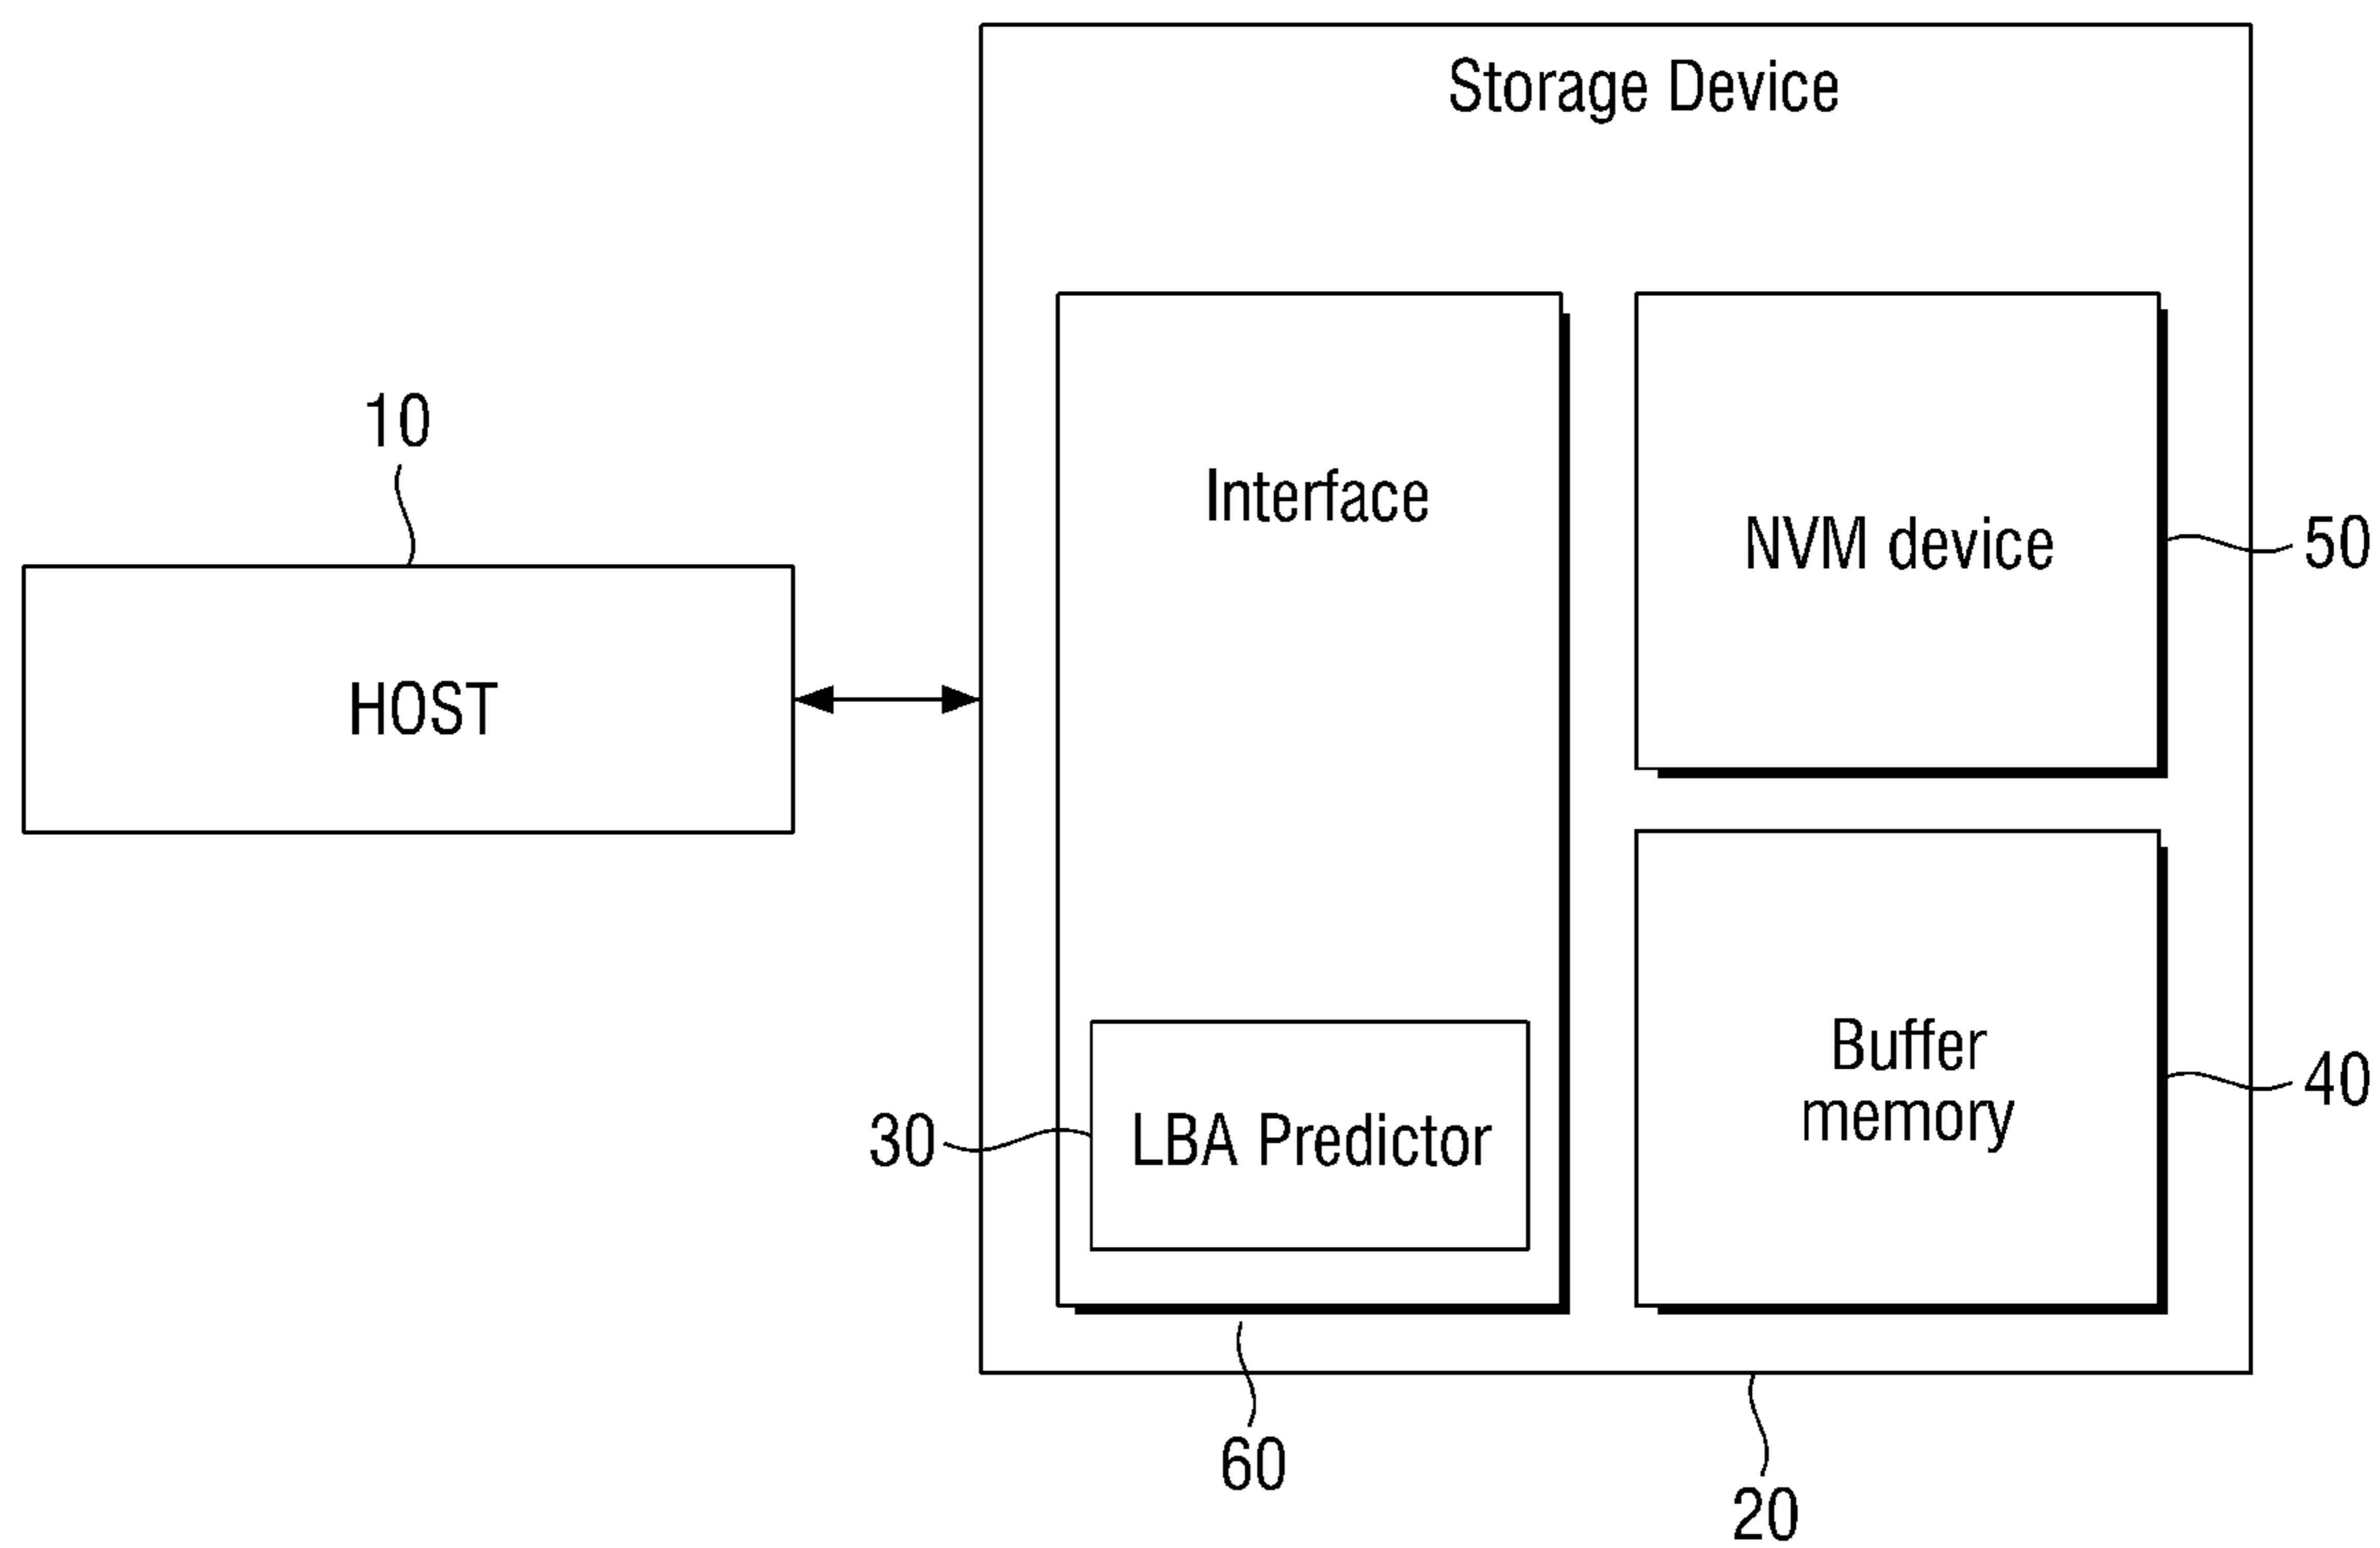 Storage Device
10
Interface
NVM device
50
HOST
Buffer
memory
40
30
LBA Predictor
60
20